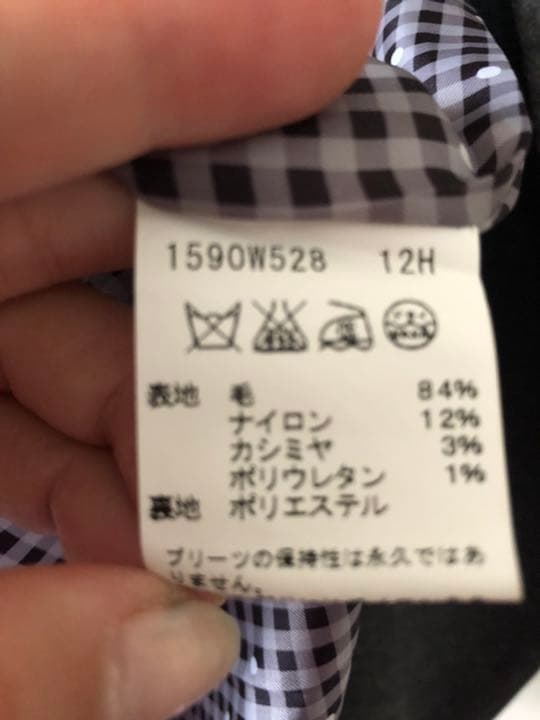 1590W528 12H
表地 毛 84%
ナイロン 12%
カシミヤ 3%
ポリウレタン 1%
裏地 ポリエステル
プリーツの保持性は永久ではあ
りません。